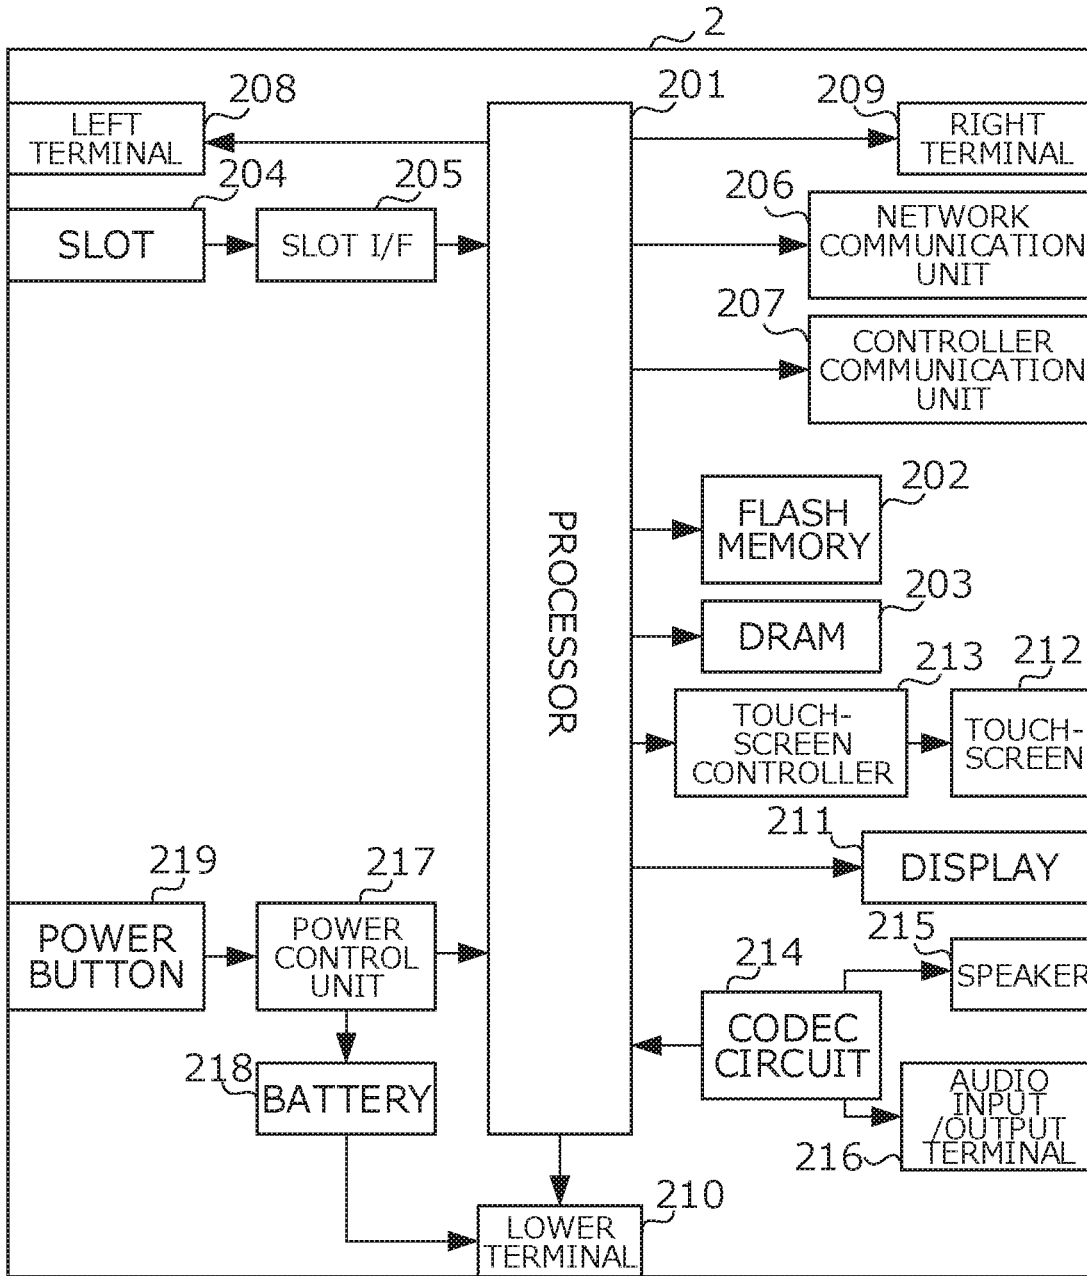 2
208
201
209
LEFT
TERMINAL
RIGHT
TERMINAL
204
205
206
SLOT
SLOT I/F
NETWORK
COMMUNICATION
UNIT
207
CONTROLLER
COMMUNICATION
UNIT
PROCESSOR
202
FLASH
MEMORY
203
DRAM
213
212
TOUCH-
SCREEN
CONTROLLER
TOUCH-
SCREEN
211
DISPLAY
219
217
POWER
BUTTON
POWER
CONTROL
UNIT
215
SPEAKER
214
CODEC
CIRCUIT
218
BATTERY
AUDIO
INPUT
/OUTPUT
TERMINAL
216
210
LOWER
TERMINAL